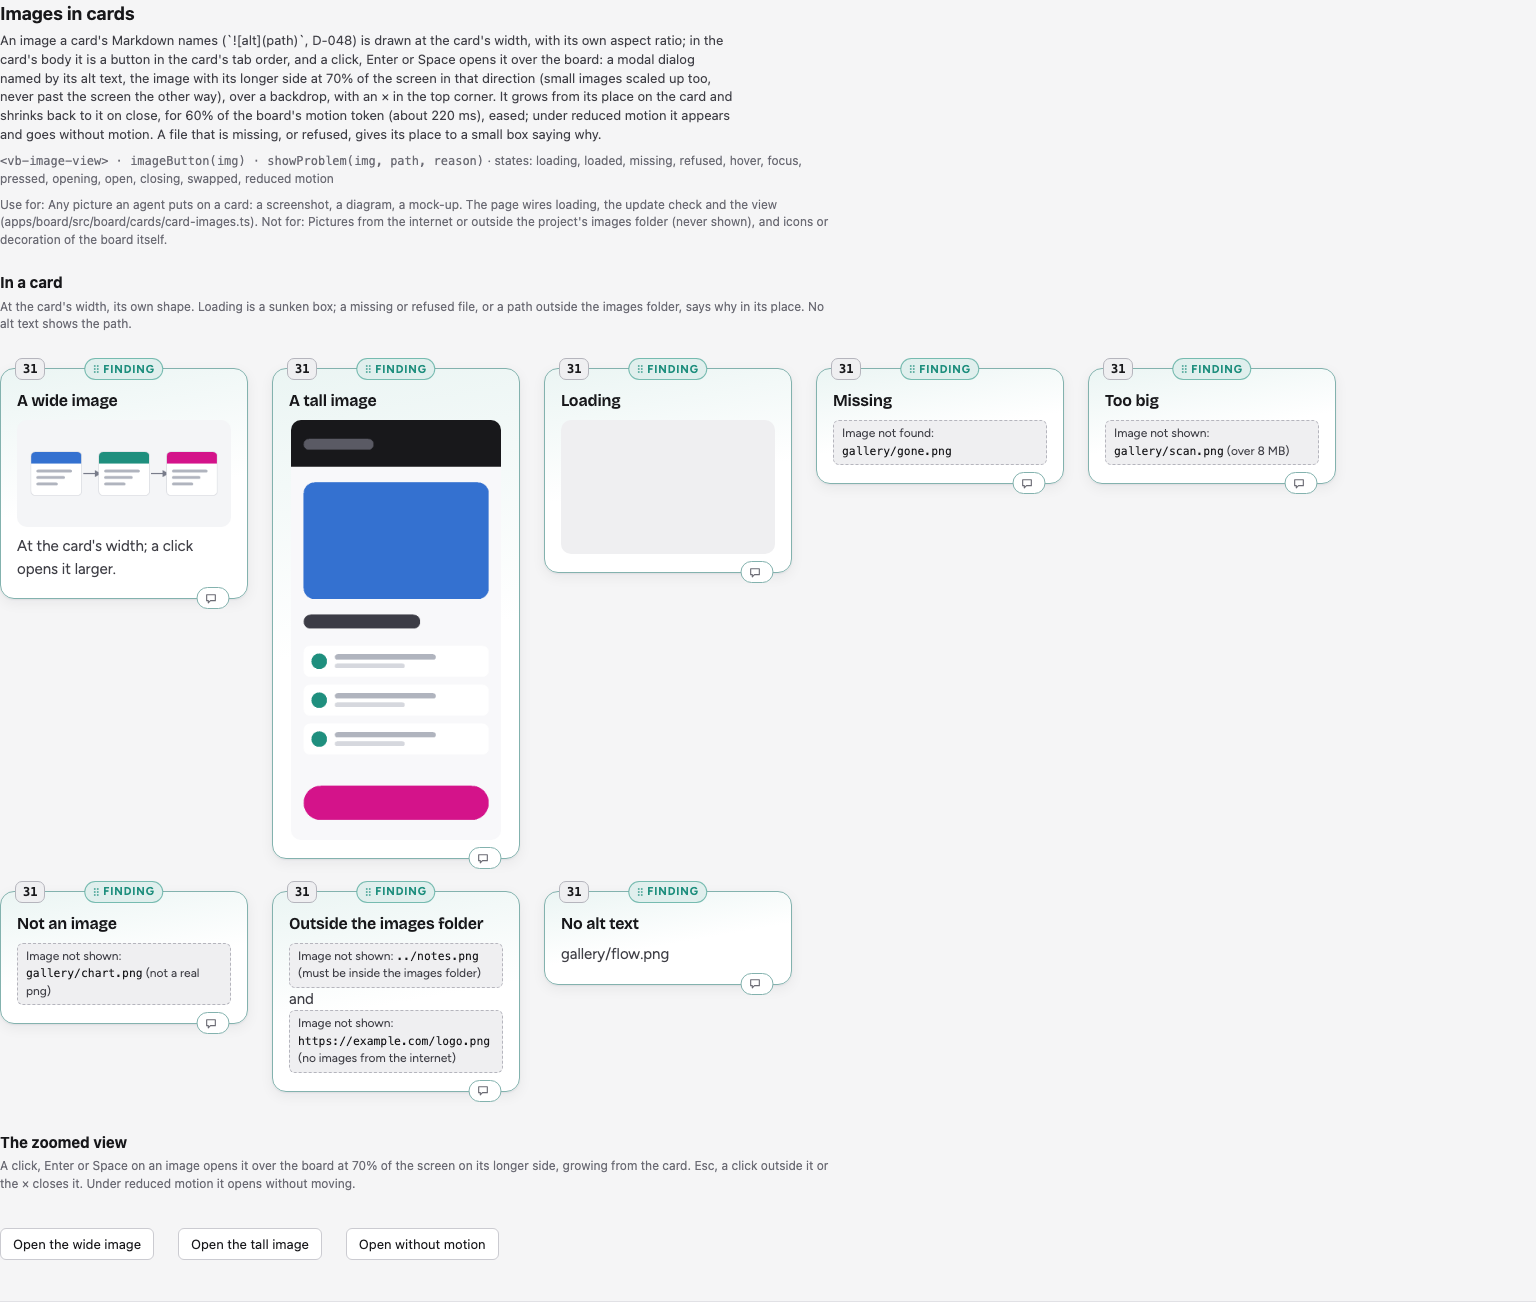 Images in cards
An image a card's Markdown names (`![alt](path)`, D-048) is drawn at the card's width, with its own aspect ratio; in the
card's body it is a button in the card's tab order, and a click, Enter or Space opens it over the board: a modal dialog
named by its alt text, the image with its longer side at 70% of the screen in that direction (small images scaled up too,
never past the screen the other way), over a backdrop, with an × in the top corner. It grows from its place on the card and
shrinks back to it on close, for 60% of the board's motion token (about 220 ms), eased; under reduced motion it appears
and goes without motion. A file that is missing, or refused, gives its place to a small box saying why.
<vb-image-view> · imageButton(img) · showProblem(img, path, reason) · states: loading, loaded, missing, refused, hover, focus,
pressed, opening, open, closing, swapped, reduced motion
Use for: Any picture an agent puts on a card: a screenshot, a diagram, a mock-up. The page wires loading, the update check and the view
(apps/board/src/board/cards/card-images.ts). Not for: Pictures from the internet or outside the project's images folder (never shown), and icons or
decoration of the board itself.
In a card
At the card's width, its own shape. Loading is a sunken box; a missing or refused file, or a path outside the images folder, says why in its place. No
alt text shows the path.
31 FINDING
A wide image
At the card's width; a click
opens it larger.
31 FINDING
A tall image
31 FINDING
Loading
31 FINDING
Missing
Image not found:
gallery/gone.png
31 FINDING
Too big
Image not shown:
gallery/scan.png (over 8 MB)
31 FINDING
Not an image
Image not shown:
gallery/chart.png (not a real
png)
31 FINDING
Outside the images folder
Image not shown: ../notes.png
(must be inside the images folder)
and
Image not shown:
https://example.com/logo.png
(no images from the internet)
31 FINDING
No alt text
gallery/flow.png
The zoomed view
A click, Enter or Space on an image opens it over the board at 70% of the screen on its longer side, growing from the card. Esc, a click outside it or
the × closes it. Under reduced motion it opens without moving.
Open the wide image
Open the tall image
Open without motion